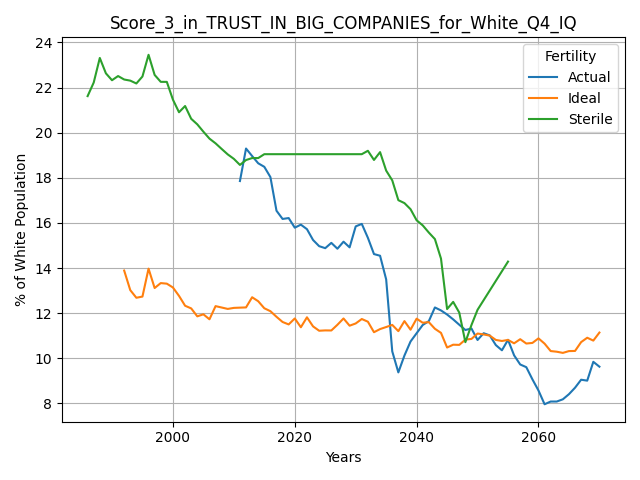 Score_3_in_TRUST_IN_BIG_COMPANIES_for_White_Q4_IQ
Fertility
Actual
Ideal
Sterile
% of White Population
24
22
20
18
16
14
12
10
8
2000 2020 2040 2060
Years